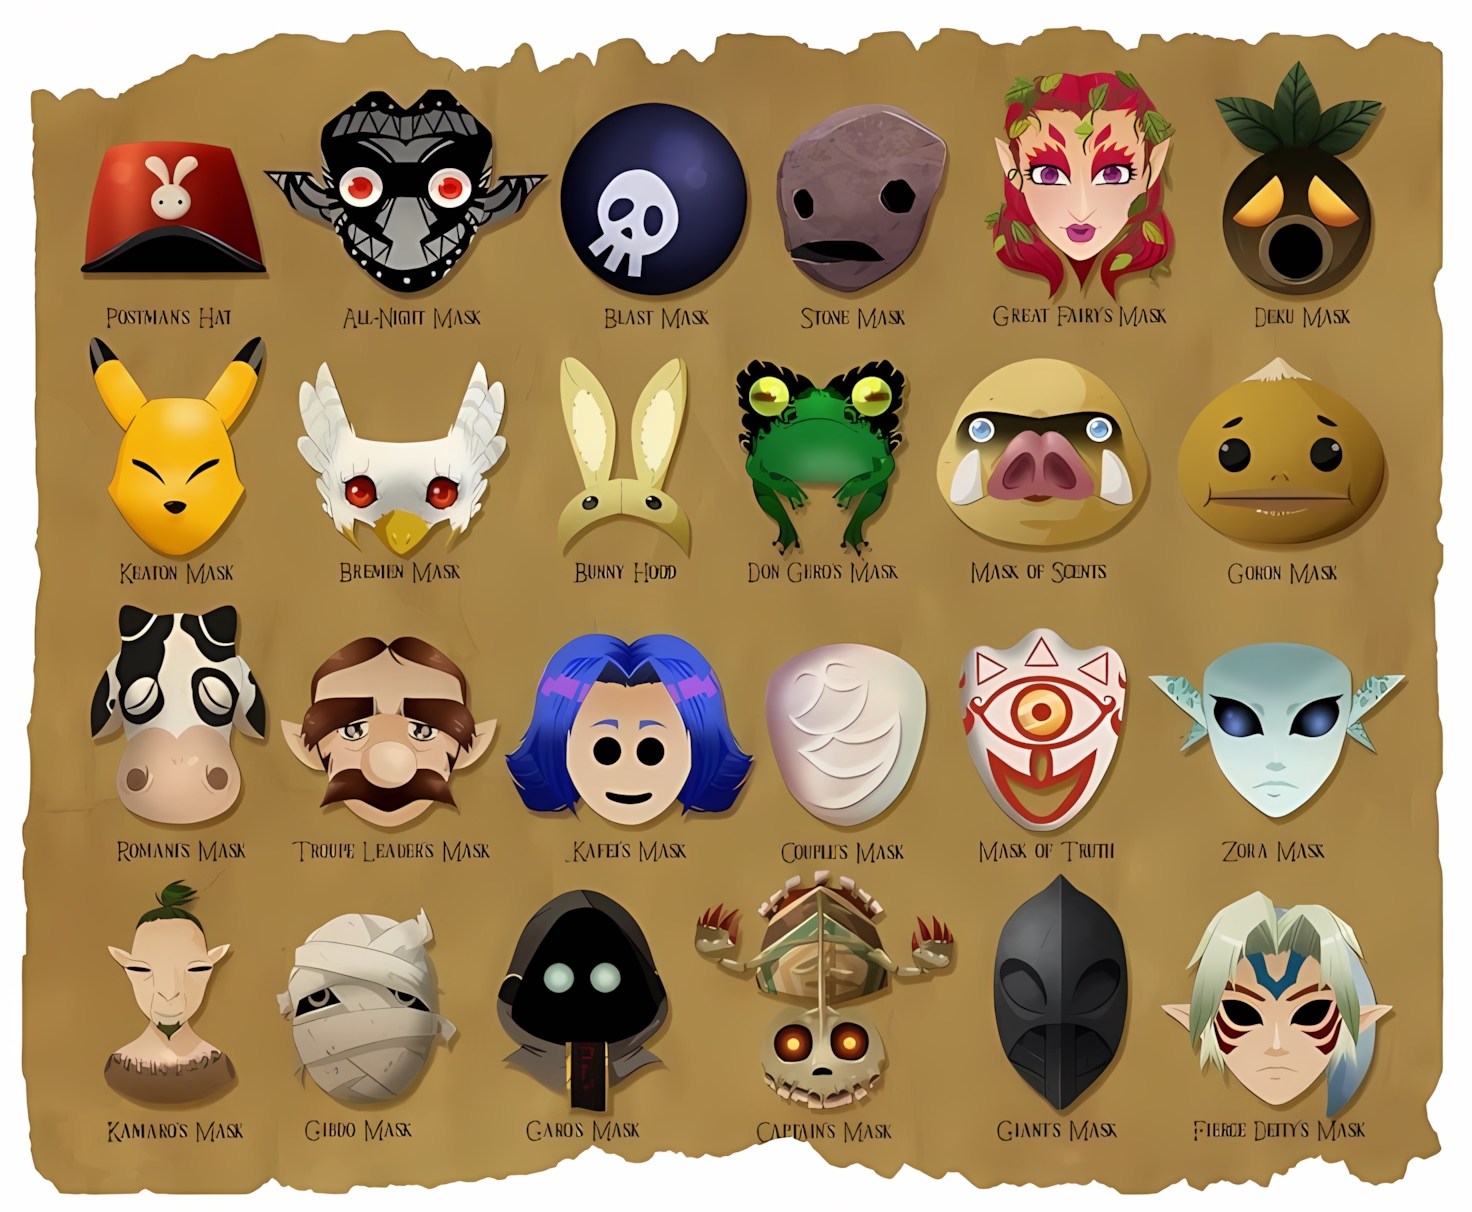 Postman's Hat
All-Night Mask
Blast Mask
Stone Mask
Great Fairy's Mask
Deku Mask
Keaton Mask
Bremen Mask
Bunny Hood
Don Gero's Mask
Mask of Scents
Goron Mask
Romani's Mask
Troupe Leader's Mask
Kafei's Mask
Couple's Mask
Mask of Truth
Zora Mask
Kamaro's Mask
Gibdo Mask
Garo's Mask
Captain's Mask
Giant's Mask
Fierce Deity's Mask